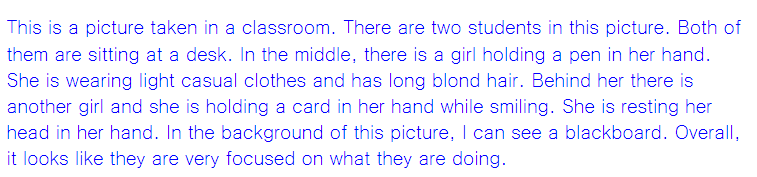 This is a picture taken in a classroom. There are two students in this picture. Both of
them are sitting at a desk. In the middle, there is a girl holding a pen in her hand.
She is wearing light casual clothes and has long blond hair. Behind her there is
another girl and she is holding a card in her hand while smiling. She is resting her
head in her hand. In the background of this picture, I can see a blackboard. Overall,
it looks like they are very focused on what they are doing.